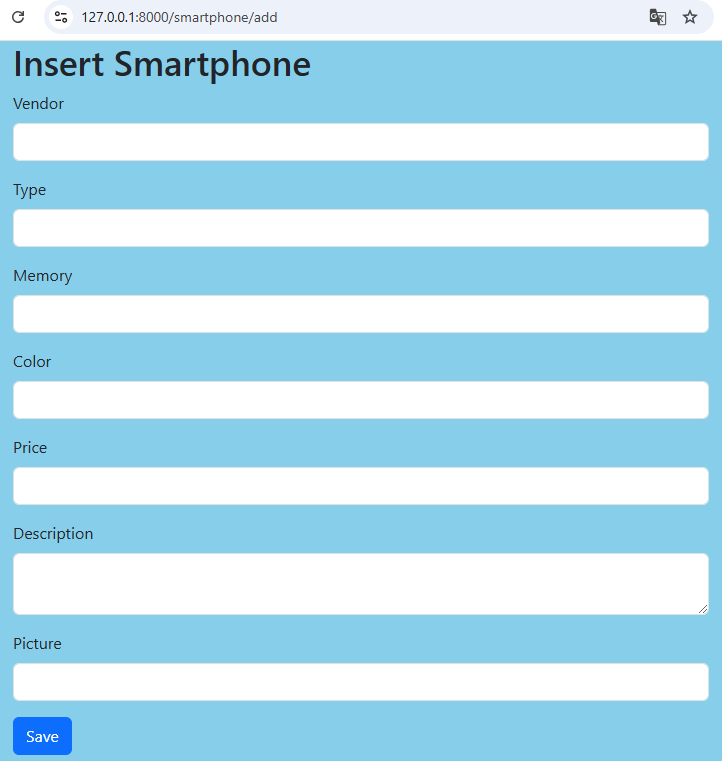 127.0.0.1:8000/smartphone/add
Insert Smartphone
Vendor
Type
Memory
Color
Price
Description
Picture
Save